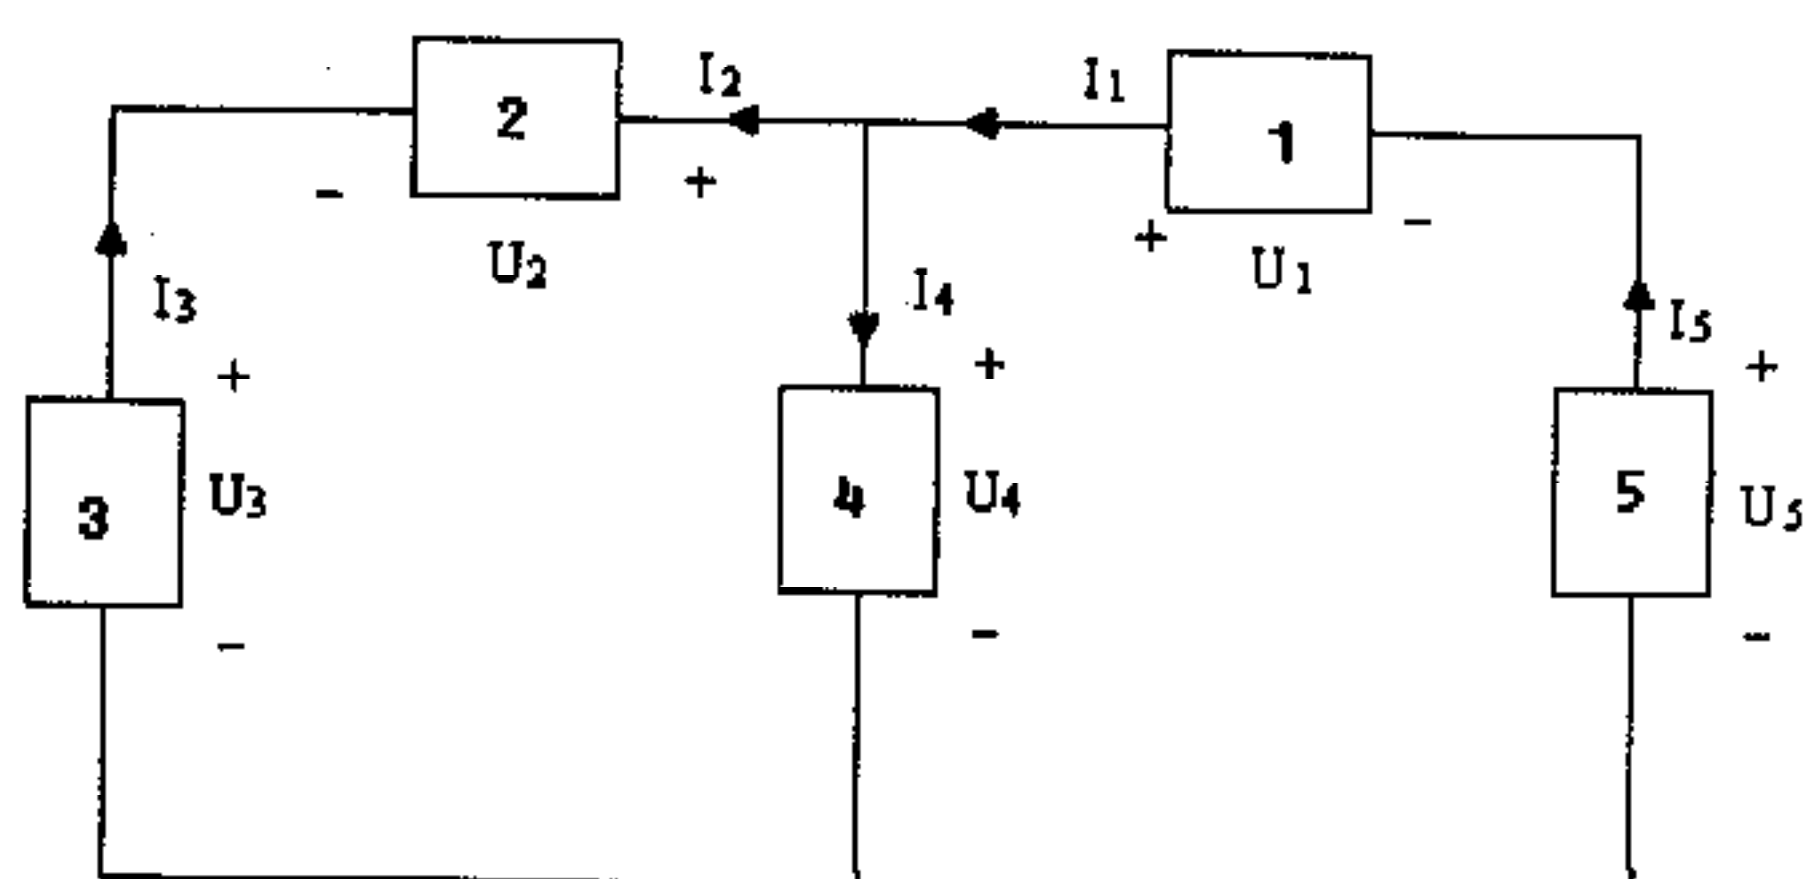 2 I2 I1 1
- + + -
U2 U1
I3 I4 I5
+ + +
3 U3 4 U4 5 U5
- - -